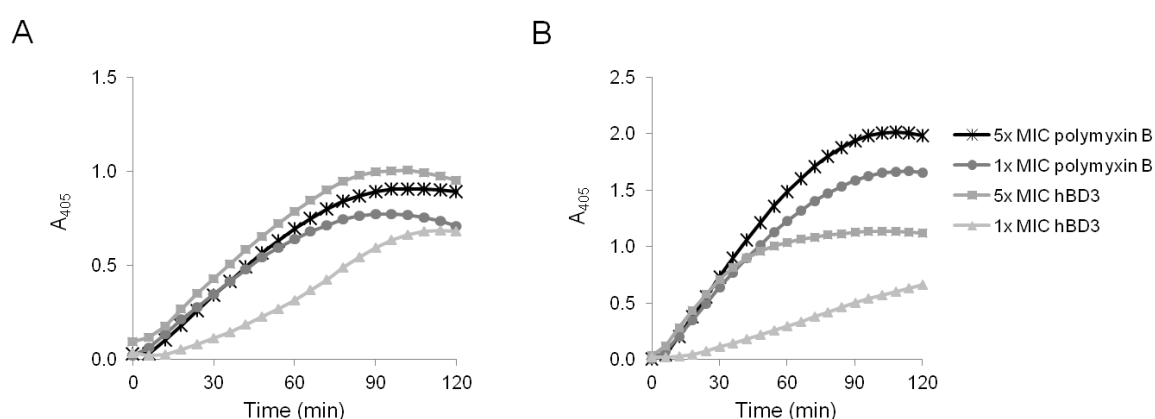 A
1.5
1.0
0.5
0.0
A405
0 30 60 90 120
Time (min)
B
2.5
2.0
1.5
1.0
0.5
0.0
A405
0 30 60 90 120
Time (min)
5x MIC polymyxin B
1x MIC polymyxin B
5x MIC hBD3
1x MIC hBD3